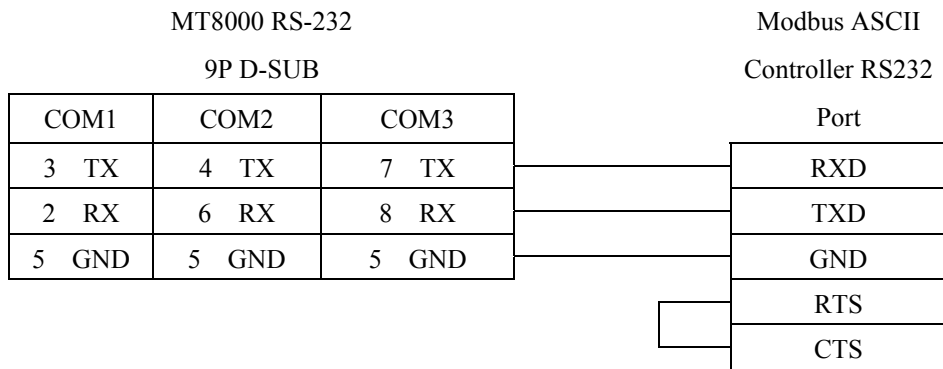 MT8000 RS-232 Modbus ASCII
9P D-SUB Controller RS232
COM1 COM2 COM3 Port
3 TX 4 TX 7 TX RXD
2 RX 6 RX 8 RX TXD
5 GND 5 GND 5 GND GND
RTS
CTS